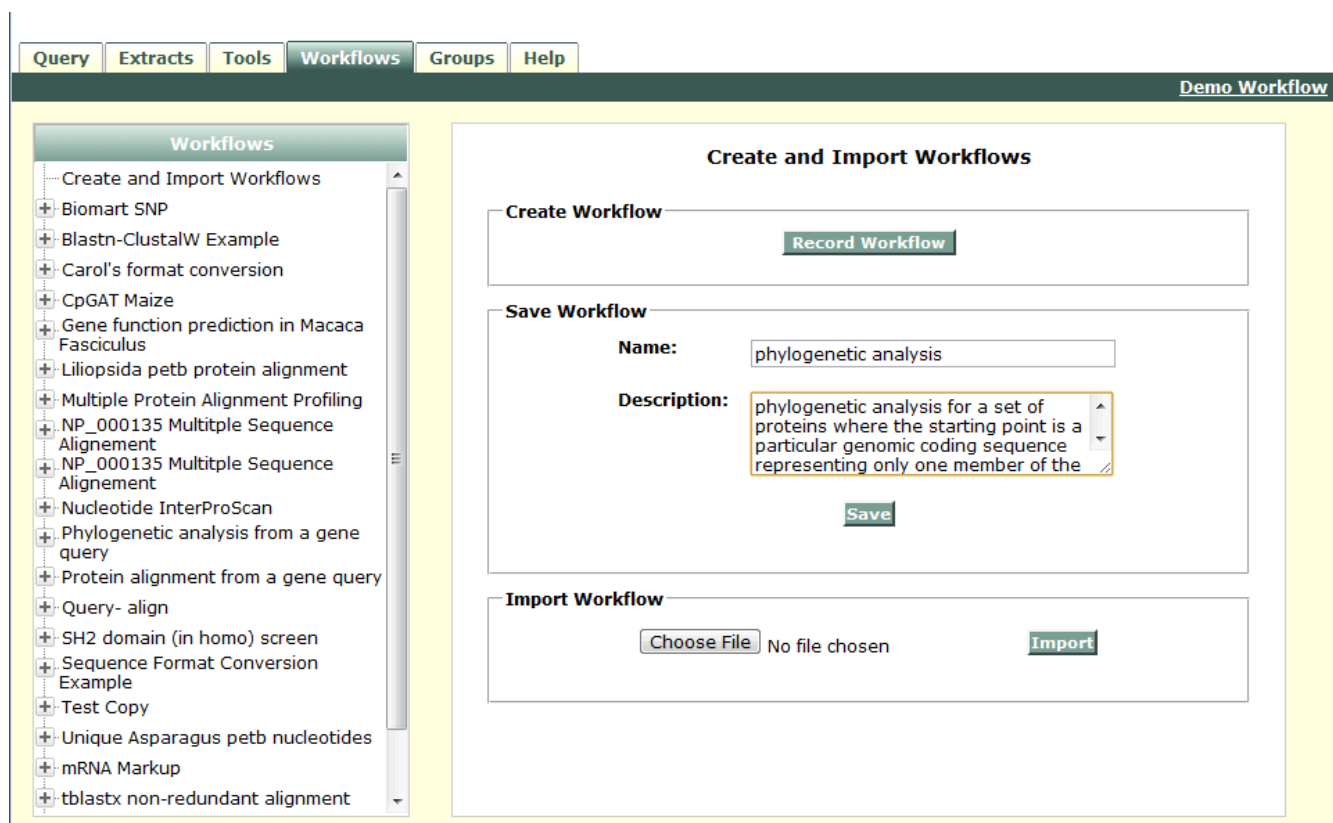 Query Extracts Tools Workflows Groups Help
Demo Workflow
Workflows
Create and Import Workflows
Biomart SNP
Blastn-ClustalW Example
Carol's format conversion
CpGAT Maize
Gene function prediction in Macaca
Fasciculus
Liliopsida petb protein alignment
Multiple Protein Alignment Profiling
NP_000135 Multitple Sequence
Alignement
NP_000135 Multitple Sequence
Alignement
Nucleotide InterProScan
Phylogenetic analysis from a gene
query
Protein alignment from a gene query
Query- align
SH2 domain (in homo) screen
Sequence Format Conversion
Example
Test Copy
Unique Asparagus petb nucleotides
mRNA Markup
tblastx non-redundant alignment
Create and Import Workflows
Create Workflow
Record Workflow
Save Workflow
Name: phylogenetic analysis
Description: phylogenetic analysis for a set of
proteins where the starting point is a
particular genomic coding sequence
representing only one member of the
Save
Import Workflow
Choose File No file chosen Import